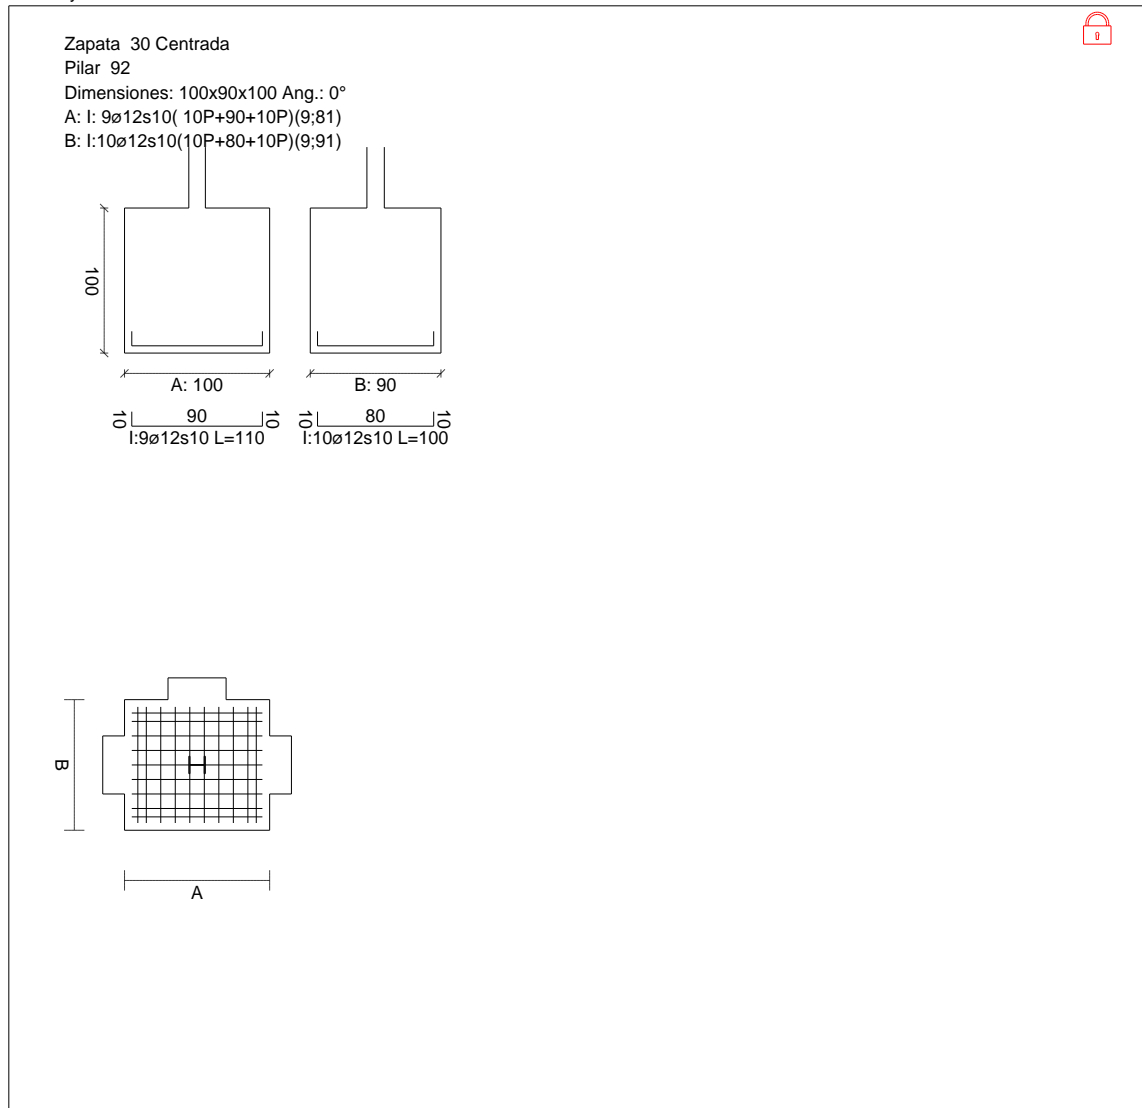 Zapata 30 Centrada
Pilar 92
Dimensiones: 100x90x100 Ang.: 0°
A: I: 9ø12s10( 10P+90+10P)(9;81)
B: I:10ø12s10(10P+80+10P)(9;91)
100
A: 100
B: 90
10 90 10
10 80 10
I:9ø12s10 L=110
I:10ø12s10 L=100
B
A